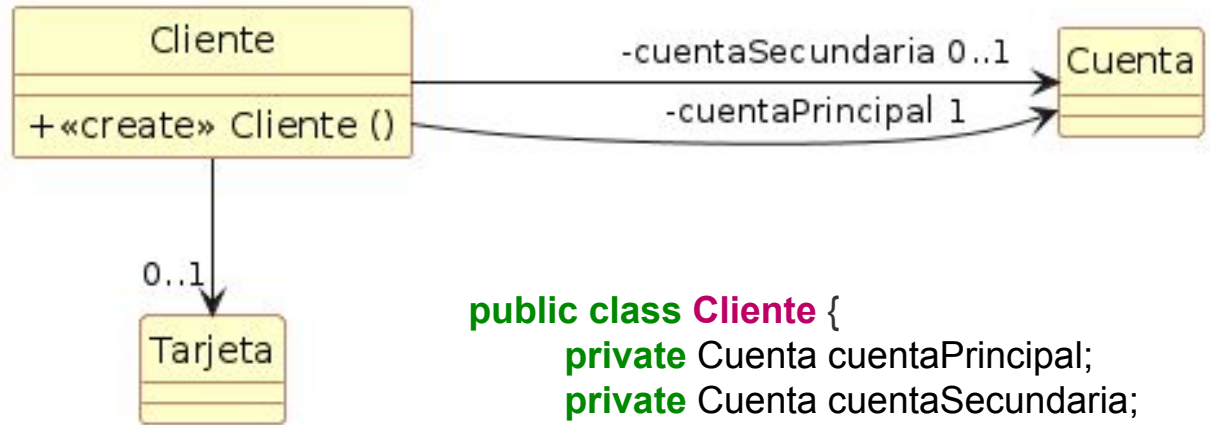 Cliente
+«create» Cliente ()
-cuentaSecundaria 0..1
-cuentaPrincipal 1
Cuenta
0..1
Tarjeta
public class Cliente {
private Cuenta cuentaPrincipal;
private Cuenta cuentaSecundaria;